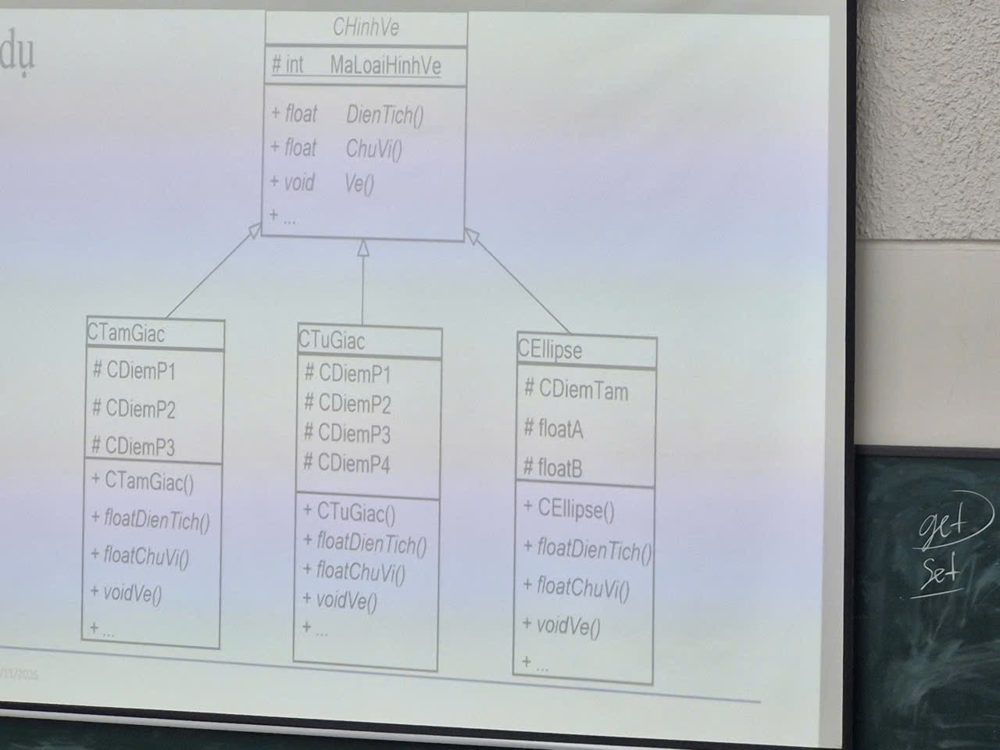 dụ
CHinhVe
# int MaLoaiHinhVe
+ float DienTich()
+ float ChuVi()
+ void Ve()
+ ...
CTamGiac
# CDiemP1
# CDiemP2
# CDiemP3
+ CTamGiac()
+ floatDienTich()
+ floatChuVi()
+ voidVe()
+ ...
CTuGiac
# CDiemP1
# CDiemP2
# CDiemP3
# CDiemP4
+ CTuGiac()
+ floatDienTich()
+ floatChuVi()
+ voidVe()
+ ...
CEllipse
# CDiemTam
# floatA
# floatB
+ CEllipse()
+ floatDienTich()
+ floatChuVi()
+ voidVe()
+ ...
get
set